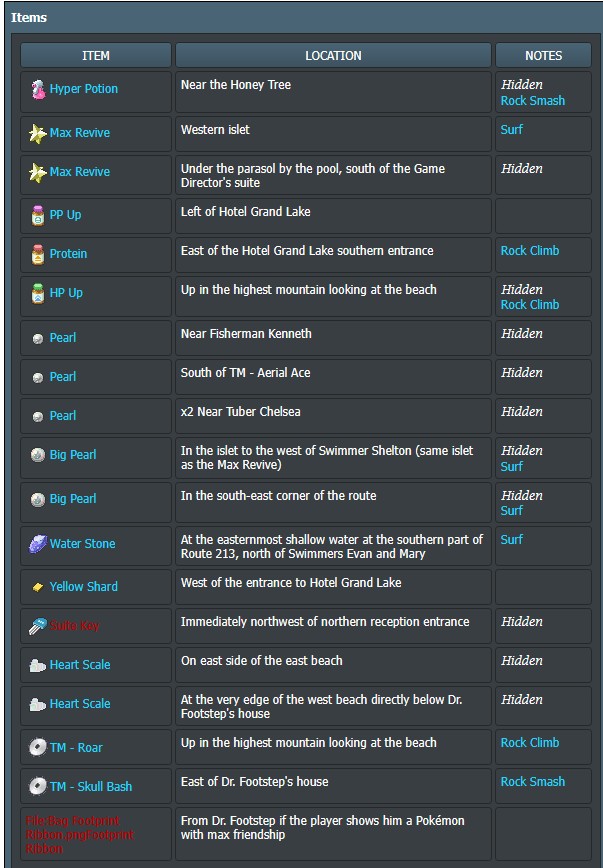 Items
ITEM LOCATION NOTES
Hyper Potion Near the Honey Tree Hidden
Rock Smash
Max Revive Western islet Surf
Max Revive Under the parasol by the pool, south of the Game Hidden
Director's suite
PP Up Left of Hotel Grand Lake
Protein East of the Hotel Grand Lake southern entrance Rock Climb
HP Up Up in the highest mountain looking at the beach Hidden
Rock Climb
Pearl Near Fisherman Kenneth Hidden
Pearl South of TM - Aerial Ace Hidden
Pearl x2 Near Tuber Chelsea Hidden
Big Pearl In the islet to the west of Swimmer Shelton (same islet Hidden
as the Max Revive) Surf
Big Pearl In the south-east corner of the route Hidden
Surf
Water Stone At the easternmost shallow water at the southern part of Surf
Route 213, north of Swimmers Evan and Mary
Yellow Shard West of the entrance to Hotel Grand Lake
Suite Key Immediately northwest of northern reception entrance Hidden
Heart Scale On east side of the east beach Hidden
Heart Scale At the very edge of the west beach directly below Dr. Hidden
Footstep's house
TM - Roar Up in the highest mountain looking at the beach Rock Climb
TM - Skull Bash East of Dr. Footstep's house Rock Smash
File:Bag Footprint From Dr. Footstep if the player shows him a Pokémon
Ribbon.pngFootprint with max friendship
Ribbon